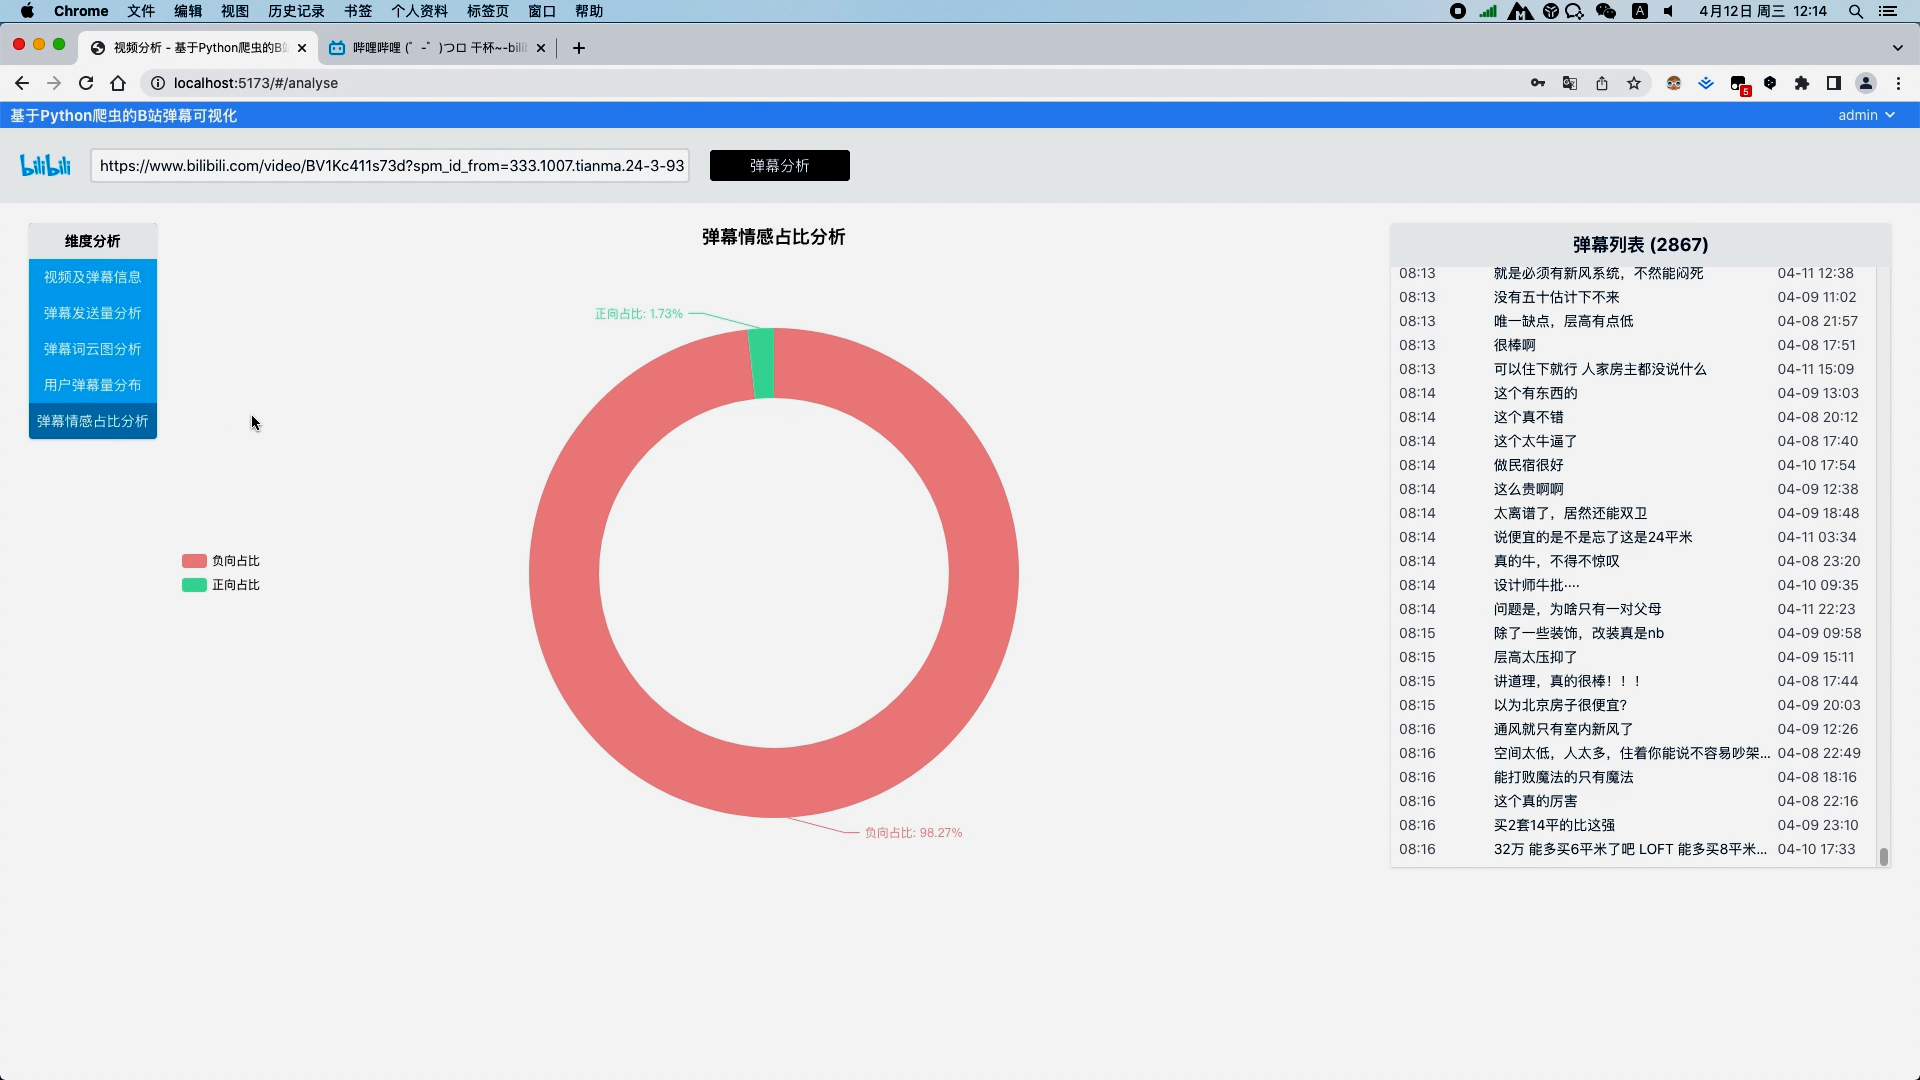 Chrome 文件 编辑 视图 历史记录 书签 个人资料 标签页 窗口 帮助 A 4月12日 周三 12:14
视频分析 - 基于Python爬虫的B站 哔哩哔哩 (゜-゜)つロ 干杯~-bili
localhost:5173/#/analyse 5
基于Python爬虫的B站弹幕可视化 admin
bilibili https://www.bilibili.com/video/BV1Kc411s73d?spm_id_from=333.1007.tianma.24-3-93 弹幕分析
维度分析
视频及弹幕信息
弹幕发送量分析
弹幕词云图分析
用户弹幕量分布
弹幕情感占比分析
弹幕情感占比分析
正向占比: 1.73%
负向占比
正向占比
负向占比: 98.27%
弹幕列表 (2867)
08:13 就是必须有新风系统，不然能闷死 04-11 12:38
08:13 没有五十估计下不来 04-09 11:02
08:13 唯一缺点，层高有点低 04-08 21:57
08:13 很棒啊 04-08 17:51
08:13 可以住下就行 人家房主都没说什么 04-11 15:09
08:14 这个有东西的 04-09 13:03
08:14 这个真不错 04-08 20:12
08:14 这个太牛逼了 04-08 17:40
08:14 做民宿很好 04-10 17:54
08:14 这么贵啊啊 04-09 12:38
08:14 太离谱了，居然还能双卫 04-09 18:48
08:14 说便宜的是不是忘了这是24平米 04-11 03:34
08:14 真的牛，不得不惊叹 04-08 23:20
08:14 设计师牛批···· 04-10 09:35
08:14 问题是，为啥只有一对父母 04-11 22:23
08:15 除了一些装饰，改装真是nb 04-09 09:58
08:15 层高太压抑了 04-09 15:11
08:15 讲道理，真的很棒！！！ 04-08 17:44
08:15 以为北京房子很便宜? 04-09 20:03
08:16 通风就只有室内新风了 04-09 12:26
08:16 空间太低，人太多，住着你能说不容易吵架... 04-08 22:49
08:16 能打败魔法的只有魔法 04-08 18:16
08:16 这个真的厉害 04-08 22:16
08:16 买2套14平的比这强 04-09 23:10
08:16 32万 能多买6平米了吧 LOFT 能多买8平米... 04-10 17:33